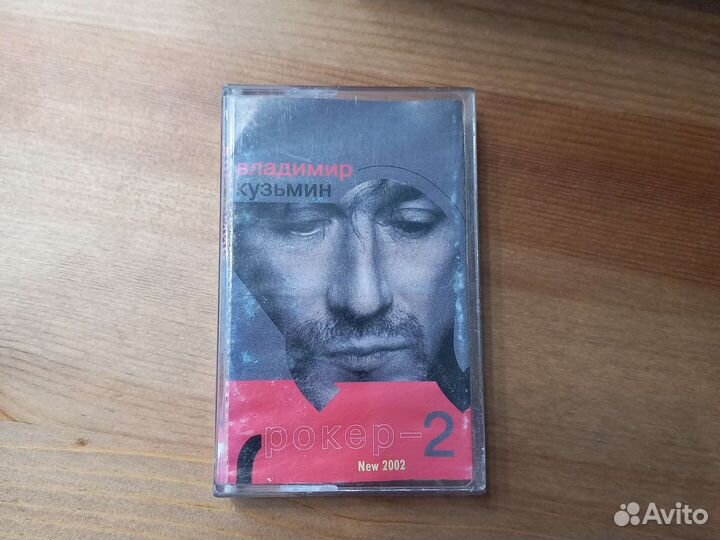 владимир
кузьмин
рокер-2
New 2002
Avito